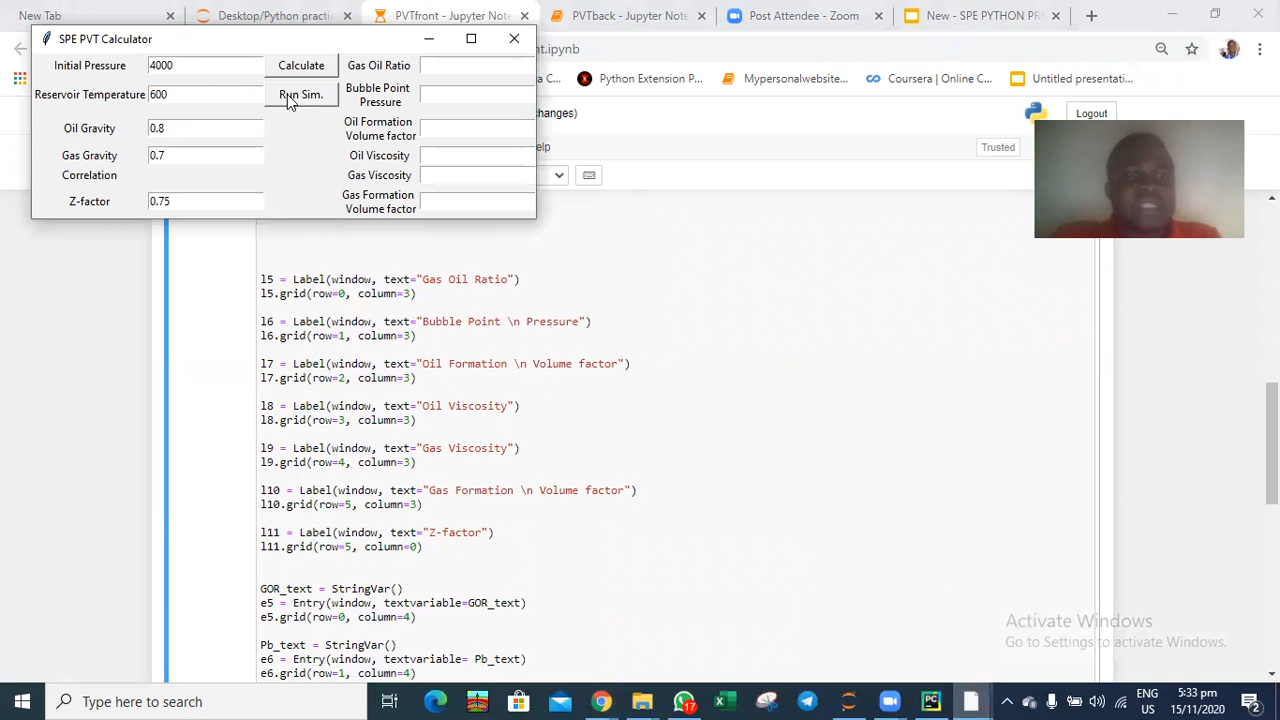 New Tab
Desktop/Python practi
PVTfront - Jupyter Not
PVTback - Jupyter Note
Post Attendee - Zoom
New - SPE PYTHON PRE
SPE PVT Calculator
nt.ipynb
Python Extension P...
Mypersonalwebsite...
Coursera | Online C...
Untitled presentati...
Initial Pressure 4000 Calculate Gas Oil Ratio
Reservoir Temperature 600 Run Sim. Bubble Point
Pressure
Oil Gravity 0.8 Oil Formation
Volume factor
Gas Gravity 0.7 Oil Viscosity
Correlation Gas Viscosity
Z-factor 0.75 Gas Formation
Volume factor
changes)
Logout
elp
Trusted
l5 = Label(window, text="Gas Oil Ratio")
l5.grid(row=0, column=3)
l6 = Label(window, text="Bubble Point \n Pressure")
l6.grid(row=1, column=3)
l7 = Label(window, text="Oil Formation \n Volume factor")
l7.grid(row=2, column=3)
l8 = Label(window, text="Oil Viscosity")
l8.grid(row=3, column=3)
l9 = Label(window, text="Gas Viscosity")
l9.grid(row=4, column=3)
l10 = Label(window, text="Gas Formation \n Volume factor")
l10.grid(row=5, column=3)
l11 = Label(window, text="Z-factor")
l11.grid(row=5, column=0)
GOR_text = StringVar()
e5 = Entry(window, textvariable=GOR_text)
e5.grid(row=0, column=4)
Pb_text = StringVar()
e6 = Entry(window, textvariable= Pb_text)
e6.grid(row=1, column=4)
Activate Windows
Go to Settings to activate Windows.
Type here to search
17
ENG
US
5:33 pm
15/11/2020
2